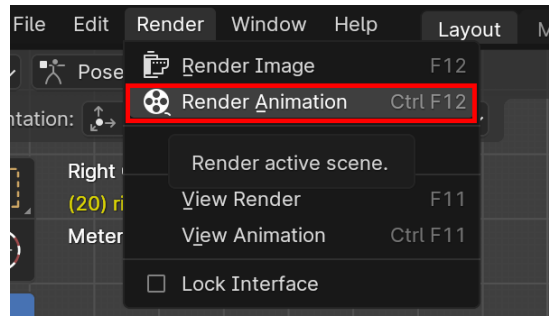 File Edit Render Window Help Layout
Pose Render Image F12
Render Animation Ctrl F12
Render active scene.
Right
(20) ri
View Render F11
Meter
View Animation Ctrl F11
Lock Interface